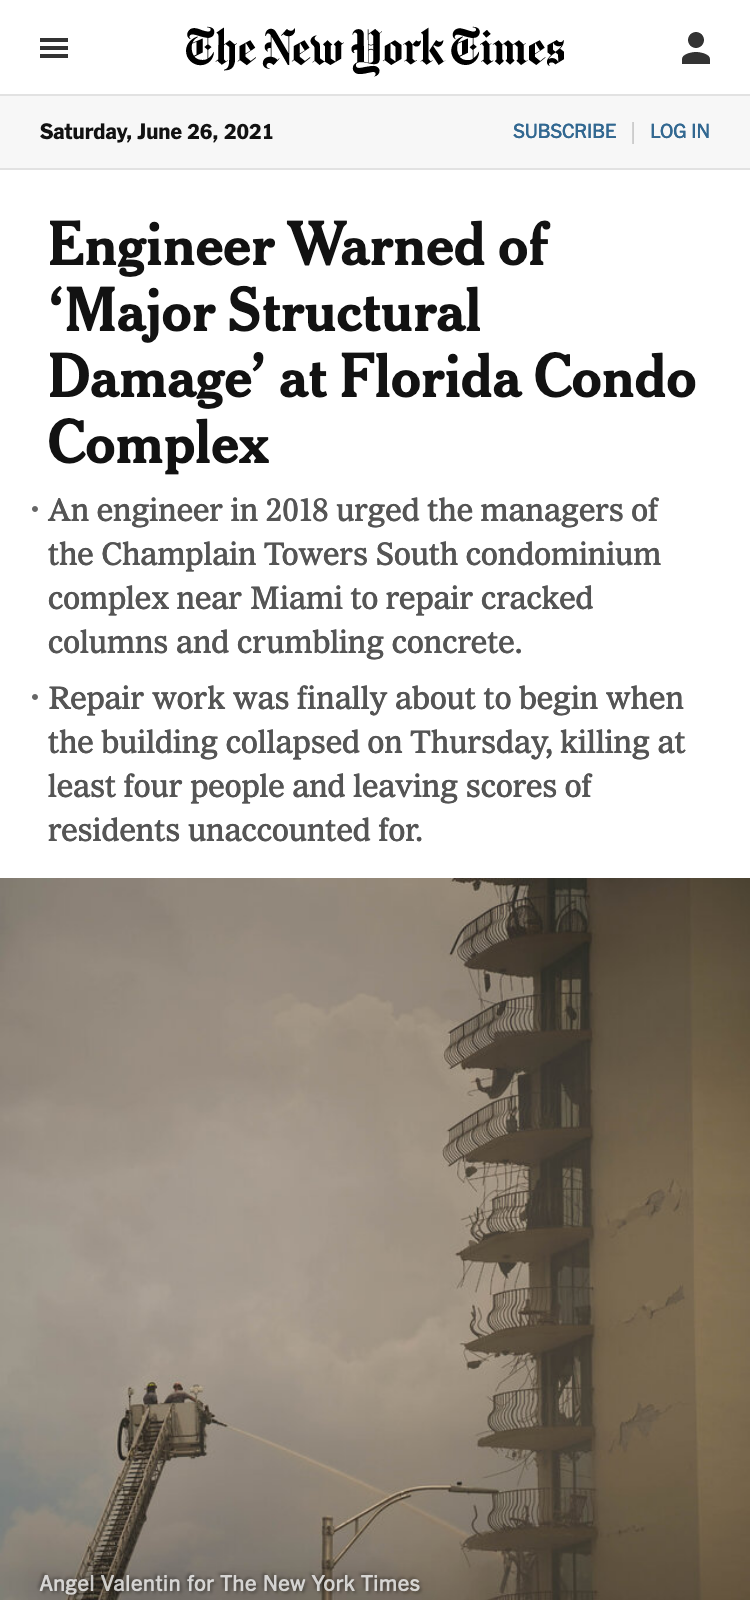 The New York Times
Saturday, June 26, 2021
SUBSCRIBE | LOG IN
Engineer Warned of
‘Major Structural
Damage’ at Florida Condo
Complex
• An engineer in 2018 urged the managers of
the Champlain Towers South condominium
complex near Miami to repair cracked
columns and crumbling concrete.
• Repair work was finally about to begin when
the building collapsed on Thursday, killing at
least four people and leaving scores of
residents unaccounted for.
Angel Valentin for The New York Times